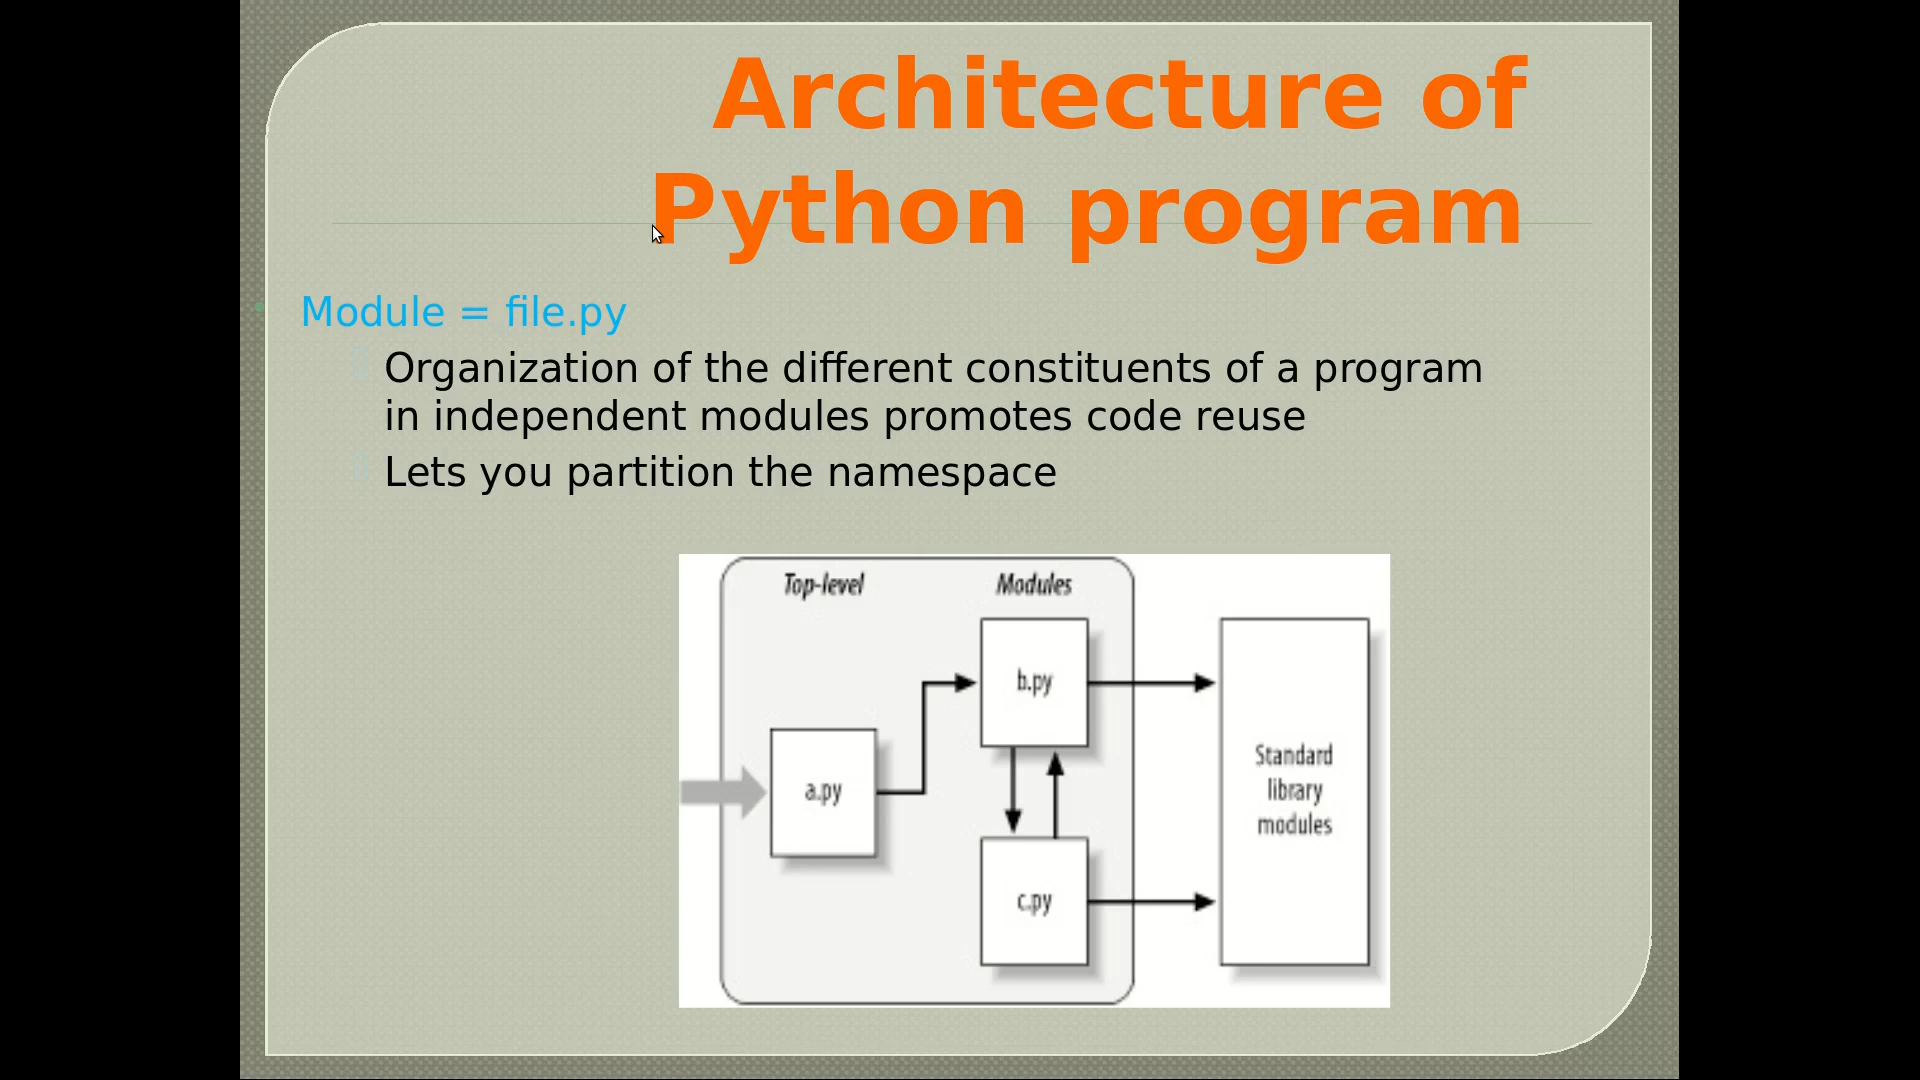 Architecture of
Python program
Module = file.py
Organization of the different constituents of a program
in independent modules promotes code reuse
Lets you partition the namespace
Top-level
Modules
b.py
a.py
Standard
library
modules
c.py